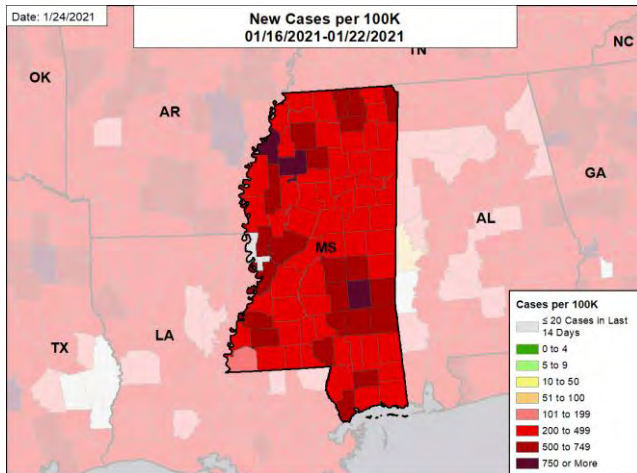 Date: 1/24/2021
New Cases per 100K
01/16/2021-01/22/2021
TN
NC
OK
AR
GA
AL
MS
TX
LA
Cases per 100K
≤ 20 Cases in Last
14 Days
0 to 4
5 to 9
10 to 50
51 to 100
101 to 199
200 to 499
500 to 749
750 or More